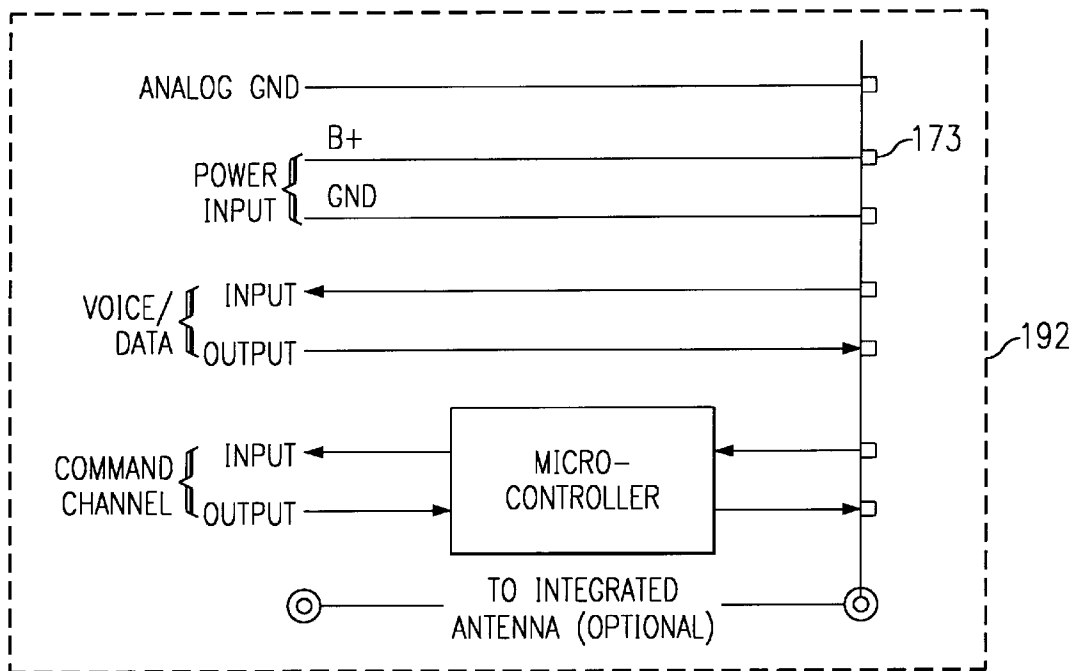 ANALOG GND
B+
173
POWER
INPUT
GND
VOICE/
DATA
INPUT
OUTPUT
192
COMMAND
CHANNEL
INPUT
OUTPUT
MICRO-
CONTROLLER
TO INTEGRATED
ANTENNA (OPTIONAL)